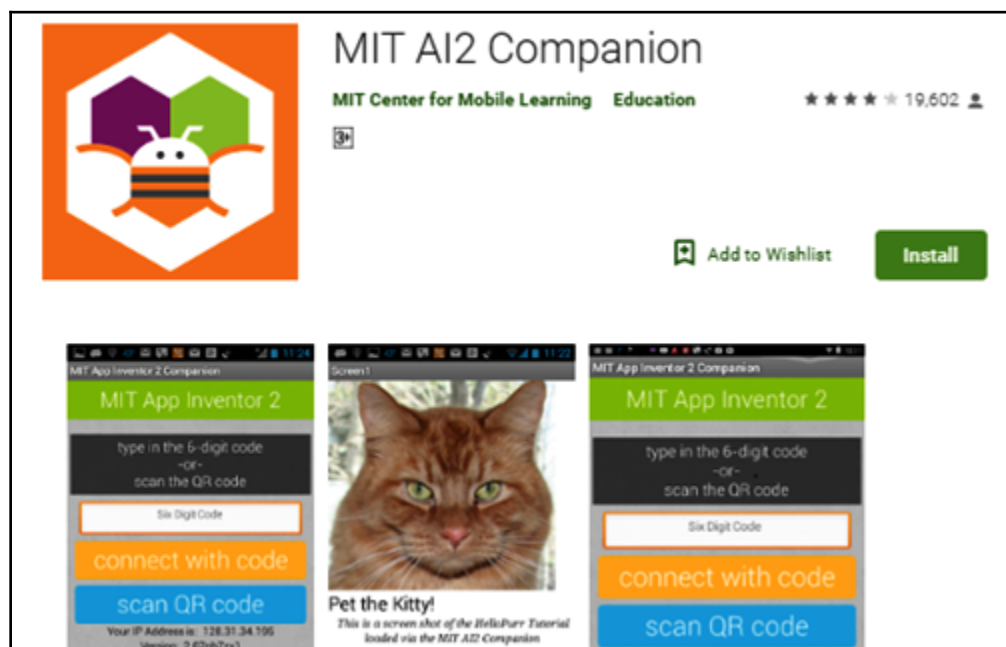 MIT AI2 Companion
MIT Center for Mobile Learning Education 19,602
3+
Add to Wishlist Install
11:24
MIT App Inventor 2 Companion
MIT App Inventor 2
type in the 6-digit code
-or-
scan the QR code
Six Digit Code
connect with code
scan QR code
Your IP Address is: 128.31.34.195
11:22
Screen1
Pet the Kitty!
This is a screen shot of the HelloPurr Tutorial
loaded via the MIT AI2 Companion
MIT App Inventor 2 Companion
MIT App Inventor 2
type in the 6-digit code
-or-
scan the QR code
Six Digit Code
connect with code
scan QR code